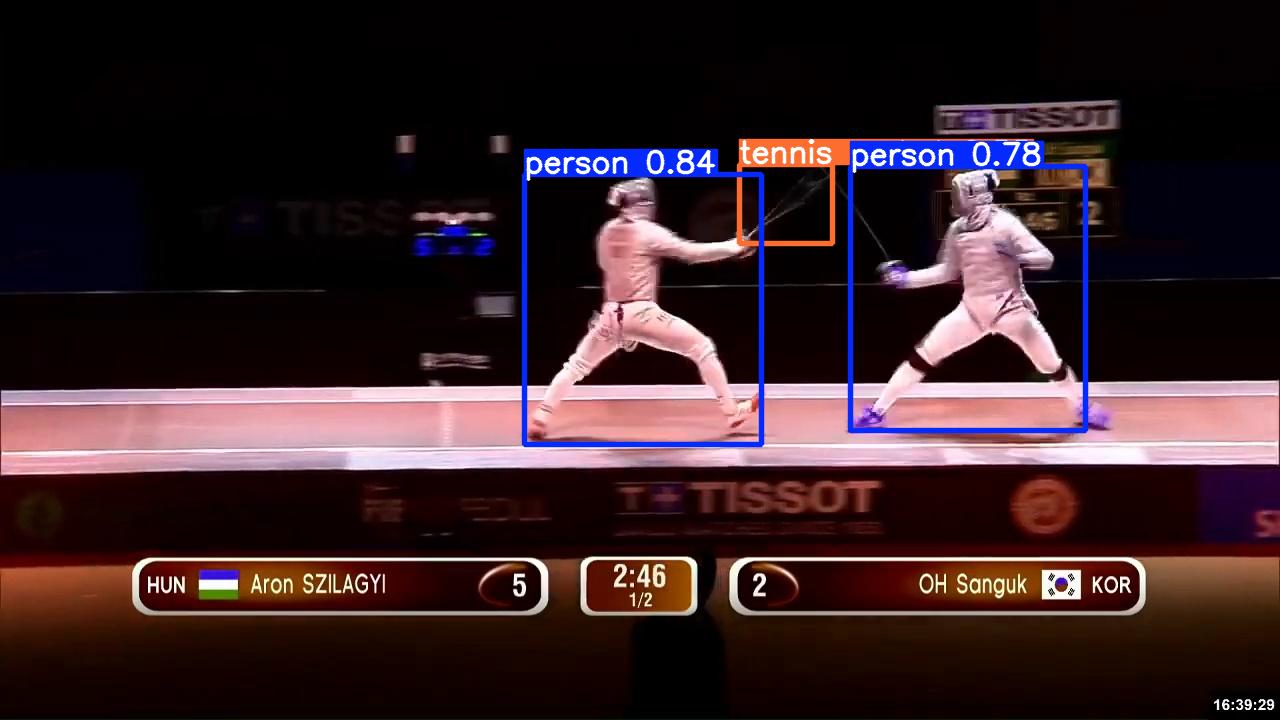 TISSOT
person 0.84
tennis
person 0.78
TISS
TISSOT
HUN Aron SZILAGYI 5
2:46
1/2
2 OH Sanguk KOR
16:39:29